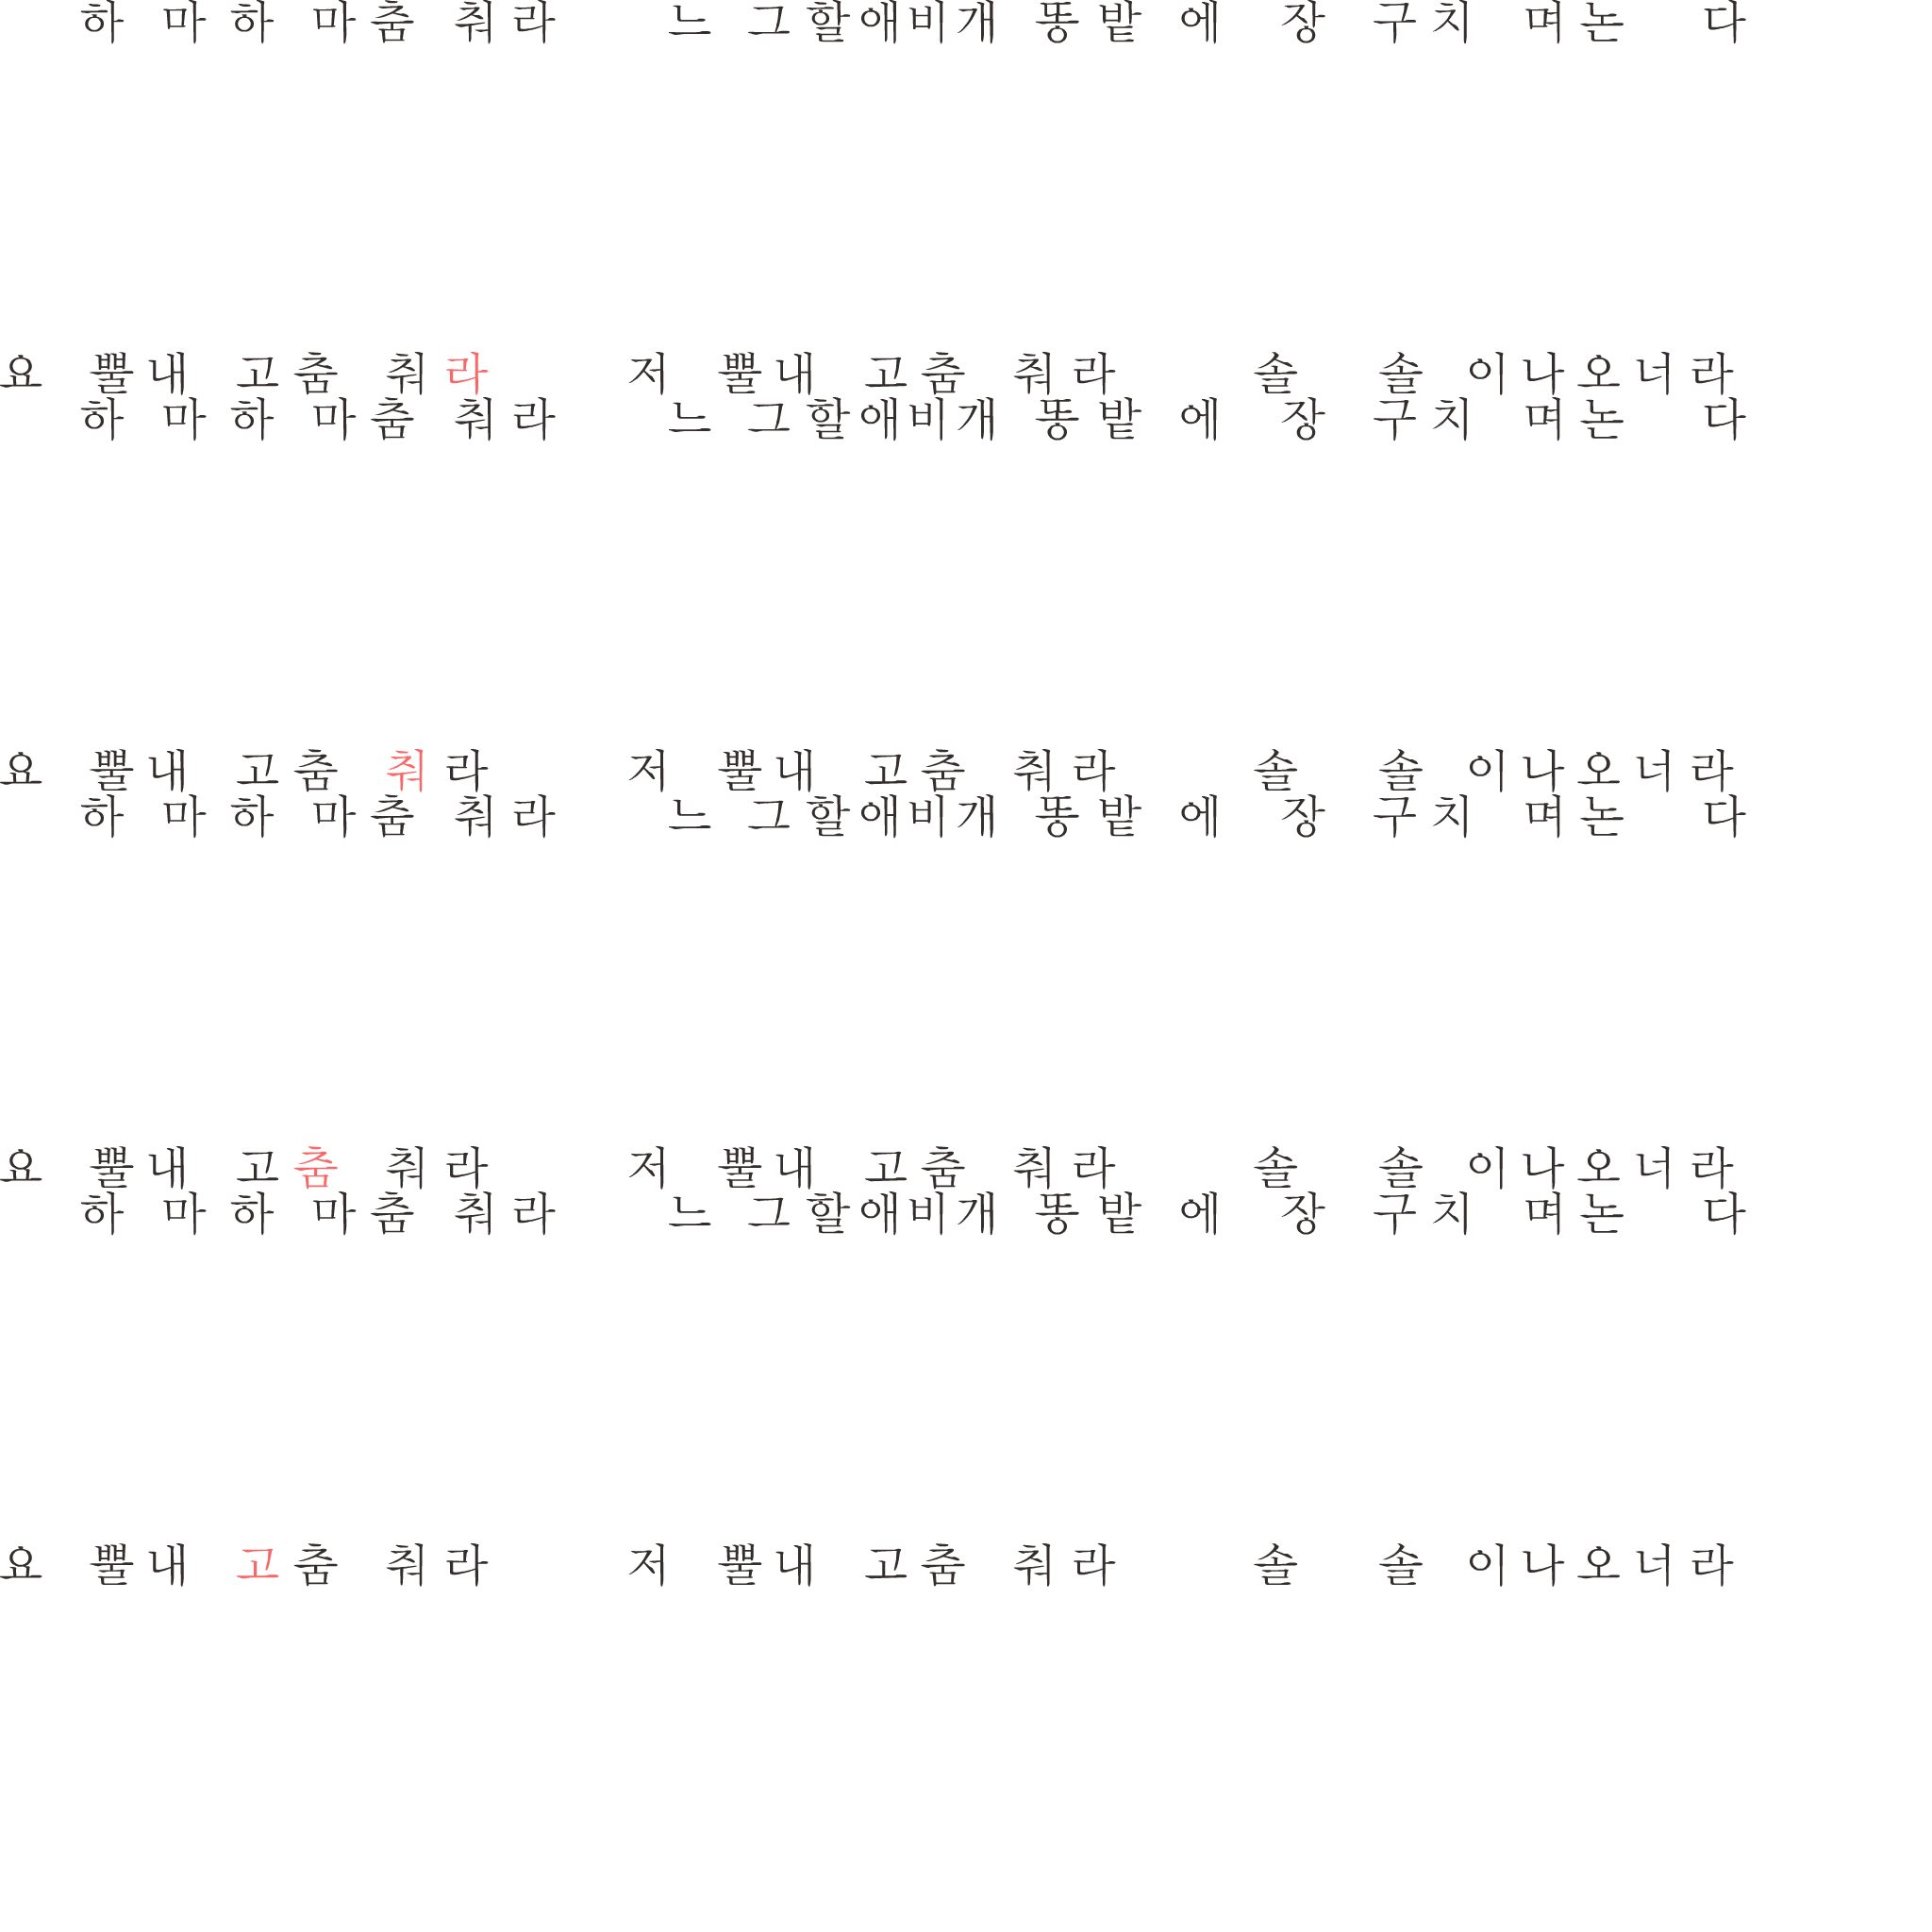 하 마 하 마 춤 취 라 느 그 할 애 비 개 똥 밭 에 장 구 치 며 논 다
요 뿔 내 고 춤 춰 라 저 뿔 내 고 춤 춰 라 솔 솔 이 나 오 너 라
하 마 하 마 춤 춰 라 느 그 할 애 비 개 똥 밭 에 장 구 치 며 논 다
요 뿔 내 고 춤 춰 라 저 뿔 내 고 춤 춰 라 솔 솔 이 나 오 너 라
하 마 하 마 춤 춰 라 느 그 할 애 비 개 똥 밭 에 장 구 치 며 논 다
요 뿔 내 고 춤 춰 라 저 뿔 내 고 춤 춰 라 솔 솔 이 나 오 너 라
하 마 하 마 춤 춰 라 느 그 할 애 비 개 똥 밭 에 장 구 치 며 논 다
요 뿔 내 고 춤 춰 라 저 뿔 내 고 춤 춰 라 솔 솔 이 나 오 너 라